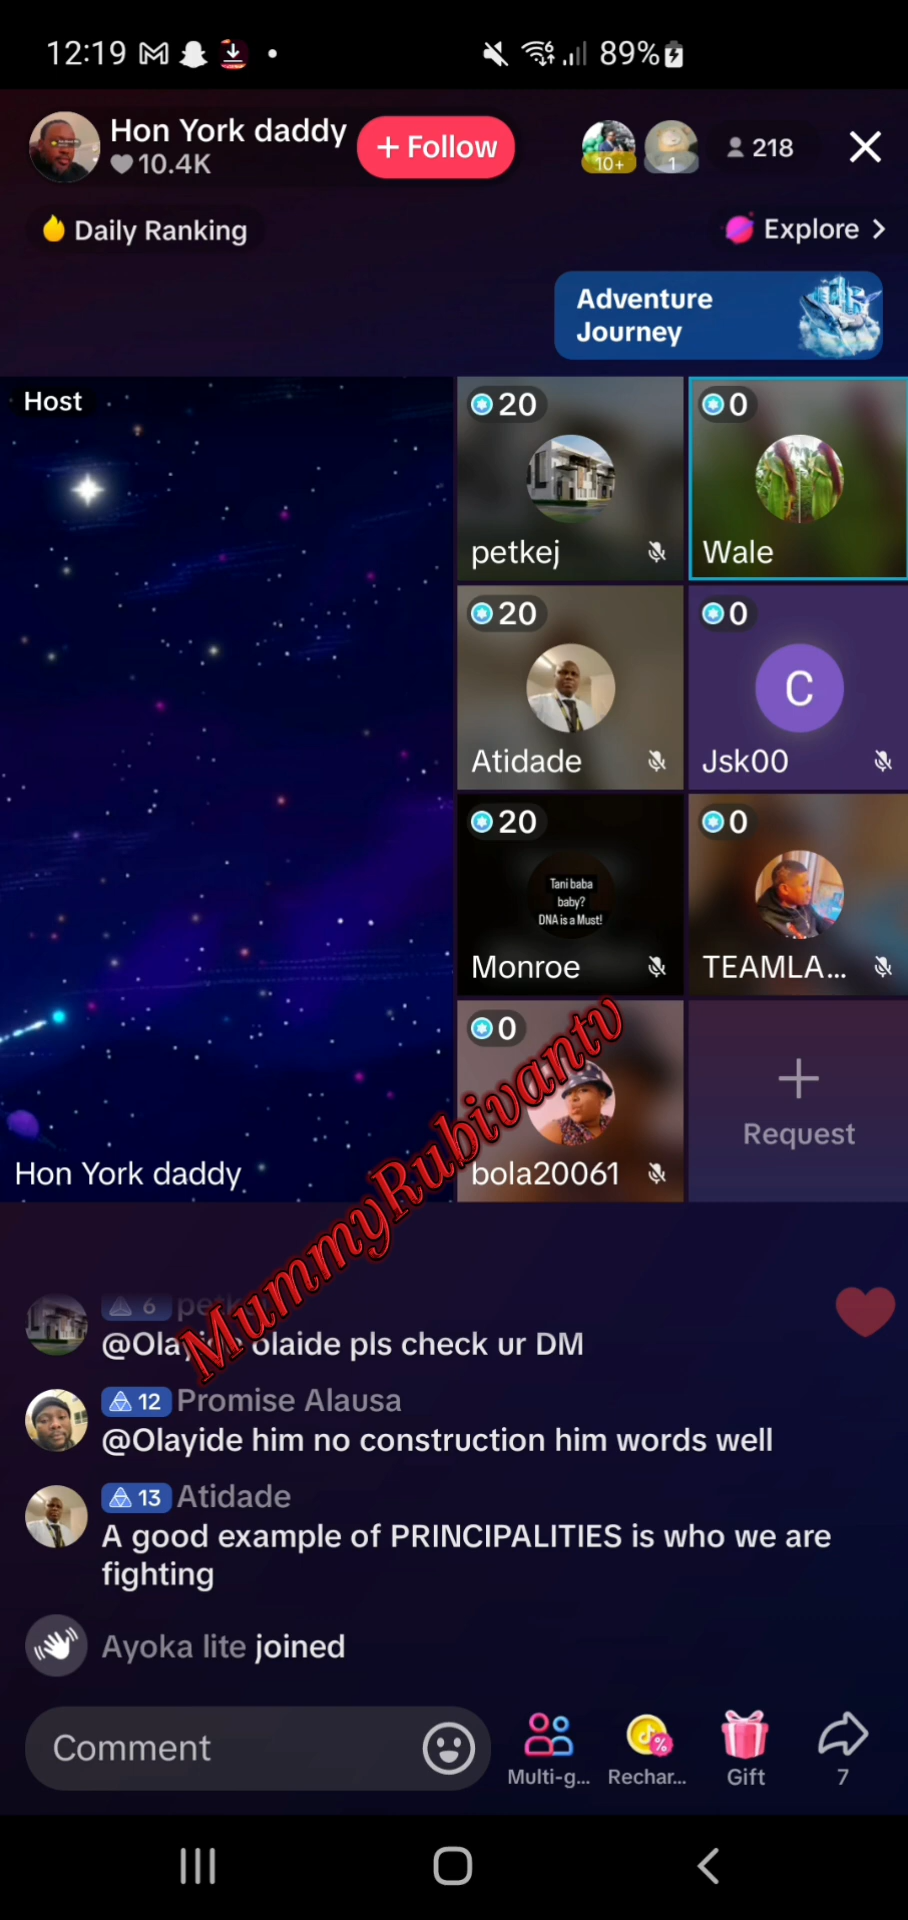 12:19
89%
Hon York daddy
10.4K
+ Follow
10+
1
218
Daily Ranking
Explore >
Adventure
Journey
Host
20
petkej
0
Wale
20
Atidade
0
C
Jsk00
20
Tani baba
baby?
DNA is a Must!
Monroe
0
TEAMLA...
0
bola20061
+
Request
Hon York daddy
MummyRubivantv
6
@Olayide olaide pls check ur DM
12 Promise Alausa
@Olayide him no construction him words well
13 Atidade
A good example of PRINCIPALITIES is who we are
fighting
Ayoka lite joined
Comment
Multi-g...
Rechar...
Gift
7